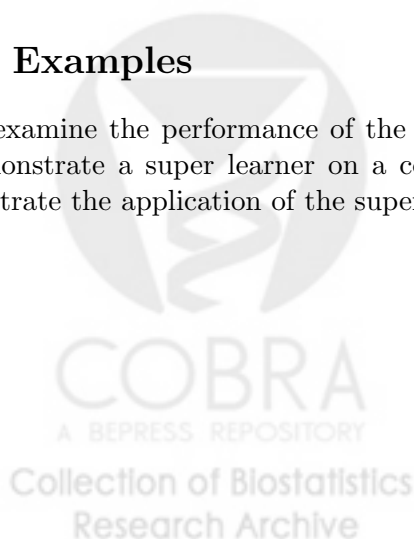 Examples
examine the performance of the
onstrate a super learner on a c
trate the application of the super
COBRA
A BEPRESS REPOSITORY
Collection of Biostatistics
Research Archive